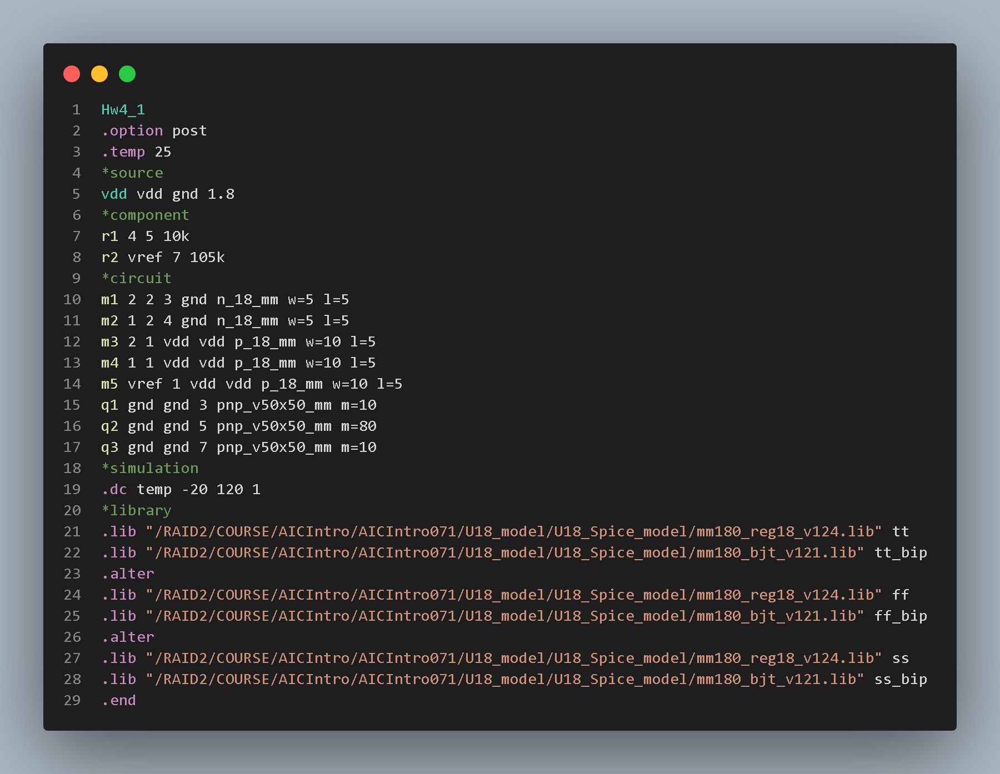 1 Hw4_1
2 .option post
3 .temp 25
4 *source
5 vdd vdd gnd 1.8
6 *component
7 r1 4 5 10k
8 r2 vref 7 105k
9 *circuit
10 m1 2 2 3 gnd n_18_mm w=5 l=5
11 m2 1 2 4 gnd n_18_mm w=5 l=5
12 m3 2 1 vdd vdd p_18_mm w=10 l=5
13 m4 1 1 vdd vdd p_18_mm w=10 l=5
14 m5 vref 1 vdd vdd p_18_mm w=10 l=5
15 q1 gnd gnd 3 pnp_v50x50_mm m=10
16 q2 gnd gnd 5 pnp_v50x50_mm m=80
17 q3 gnd gnd 7 pnp_v50x50_mm m=10
18 *simulation
19 .dc temp -20 120 1
20 *library
21 .lib "/RAID2/COURSE/AICIntro/AICIntro071/U18_model/U18_Spice_model/mm180_reg18_v124.lib" tt
22 .lib "/RAID2/COURSE/AICIntro/AICIntro071/U18_model/U18_Spice_model/mm180_bjt_v121.lib" tt_bip
23 .alter
24 .lib "/RAID2/COURSE/AICIntro/AICIntro071/U18_model/U18_Spice_model/mm180_reg18_v124.lib" ff
25 .lib "/RAID2/COURSE/AICIntro/AICIntro071/U18_model/U18_Spice_model/mm180_bjt_v121.lib" ff_bip
26 .alter
27 .lib "/RAID2/COURSE/AICIntro/AICIntro071/U18_model/U18_Spice_model/mm180_reg18_v124.lib" ss
28 .lib "/RAID2/COURSE/AICIntro/AICIntro071/U18_model/U18_Spice_model/mm180_bjt_v121.lib" ss_bip
29 .end